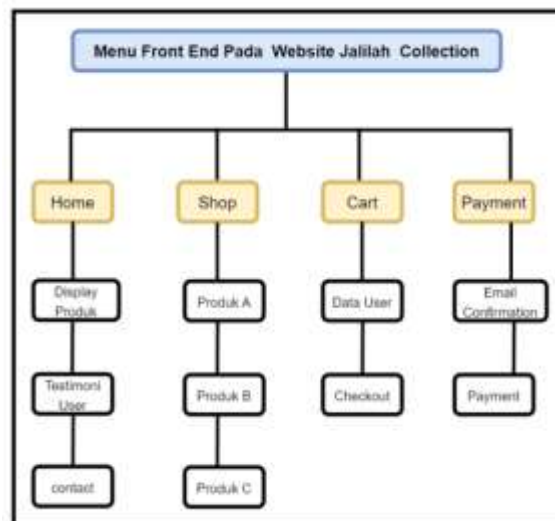 Menu Front End Pada Website Jalilah Collection
Home
Shop
Cart
Payment
Display
Produk
Produk A
Data User
Email
Confirmation
Testimoni
User
Produk B
Checkout
Payment
contact
Produk C